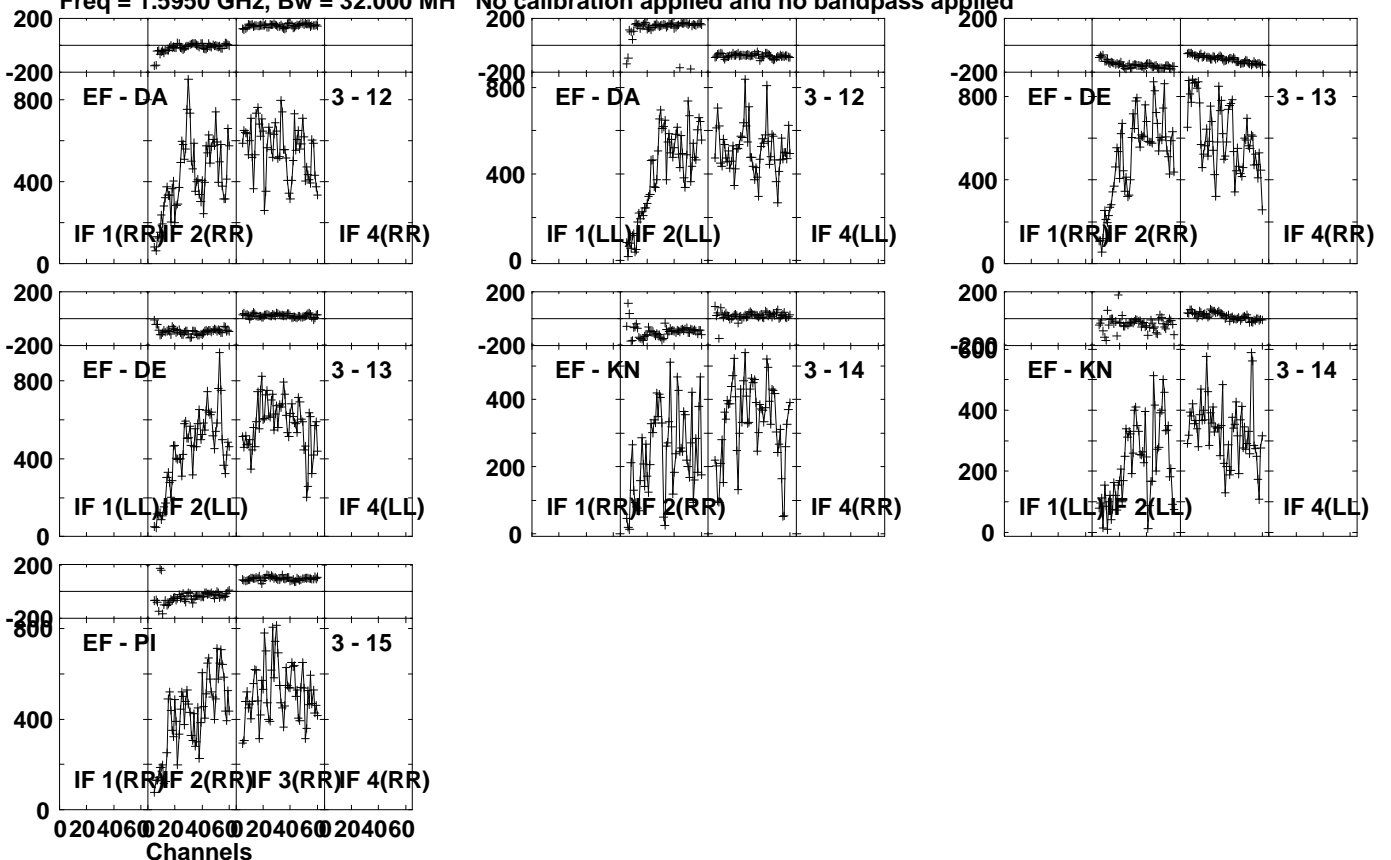 Freq = 1.5950 GHz, Bw = 32.000 MH No calibration applied and no bandpass applied
200
-200
800
400
0
EF - DA 3 - 12
IF 1(RR) IF 2(RR) IF 4(RR)
200
-200
800
400
0
EF - DA 3 - 12
IF 1(LL) IF 2(LL) IF 4(LL)
200
-200
800
400
0
EF - DE 3 - 13
IF 1(RR) IF 2(RR) IF 4(RR)
200
-200
800
400
0
EF - DE 3 - 13
IF 1(LL) IF 2(LL) IF 4(LL)
200
-200
400
200
0
EF - KN 3 - 14
IF 1(RR) IF 2(RR) IF 4(RR)
200
-200
600
400
200
0
EF - KN 3 - 14
IF 1(LL) IF 2(LL) IF 4(LL)
200
-200
800
400
0
EF - PI 3 - 15
IF 1(RR) IF 2(RR) IF 3(RR) IF 4(RR)
0 20 40 60 0 20 40 60 0 20 40 60 0 20 40 60
Channels